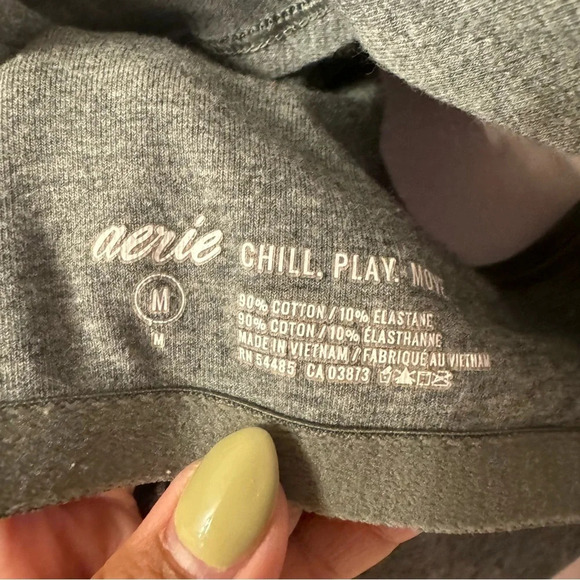 aerie CHILL. PLAY. MOVE
M
M
90% COTTON / 10% ELASTANE
90% COTON / 10% ÉLASTHANNE
MADE IN VIETNAM / FABRIQUÉ AU VIETNAM
RN 54485 CA 03873